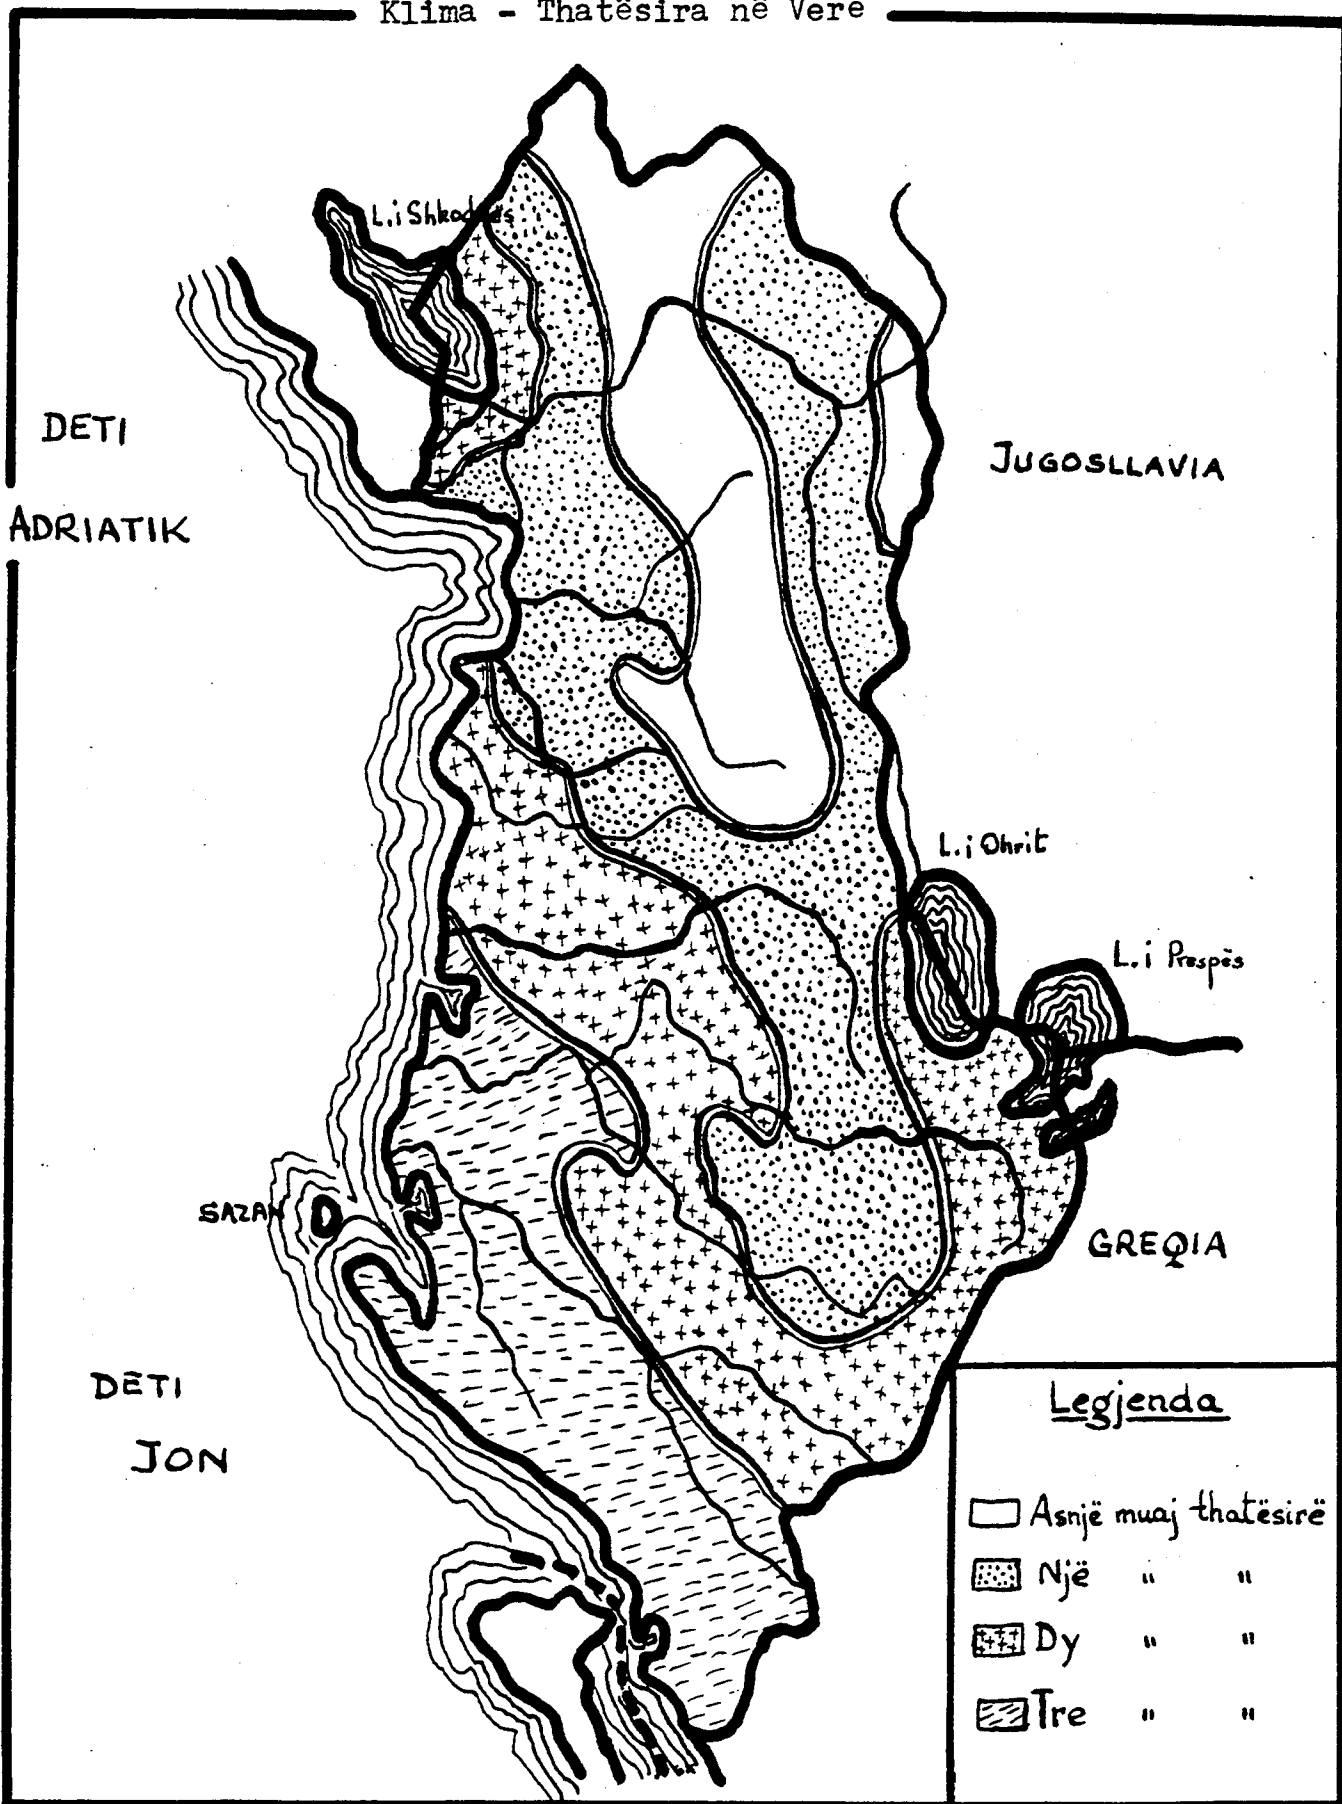 Klima - Thatësira në Verë
L. i Shkodrës
DETI
ADRIATIK
JUGOSLLAVIA
L. i Ohrit
L. i Prespës
SAZAN
GREQIA
DETI
JON
Legjenda
Asnjë muaj thatësirë
Një " "
Dy " "
Tre " "